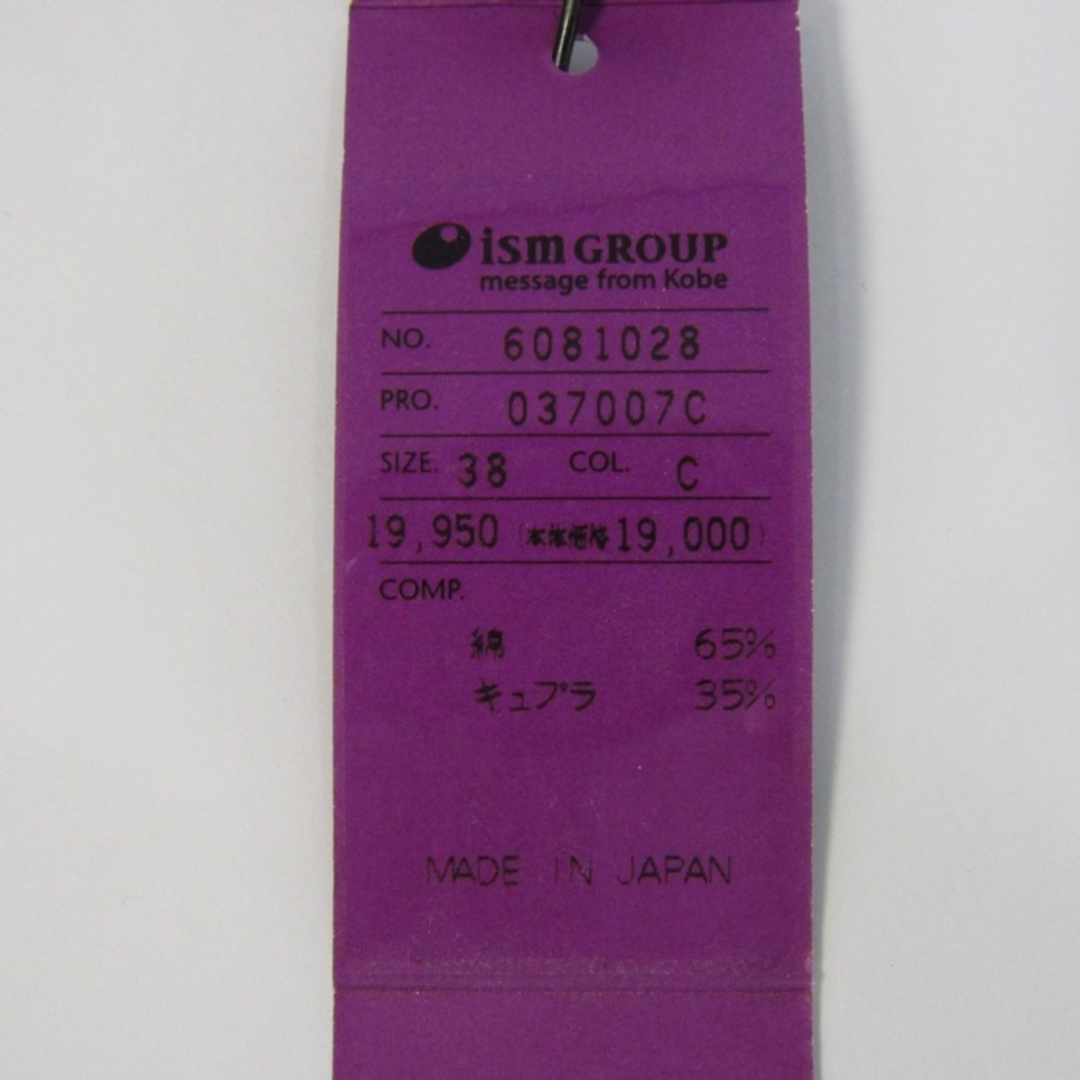 ism GROUP
message from Kobe
NO. 6081028
PRO. 037007C
SIZE. 38 COL. C
19,950 (本体価格19,000)
COMP.
綿 65%
キュプラ 35%
MADE IN JAPAN